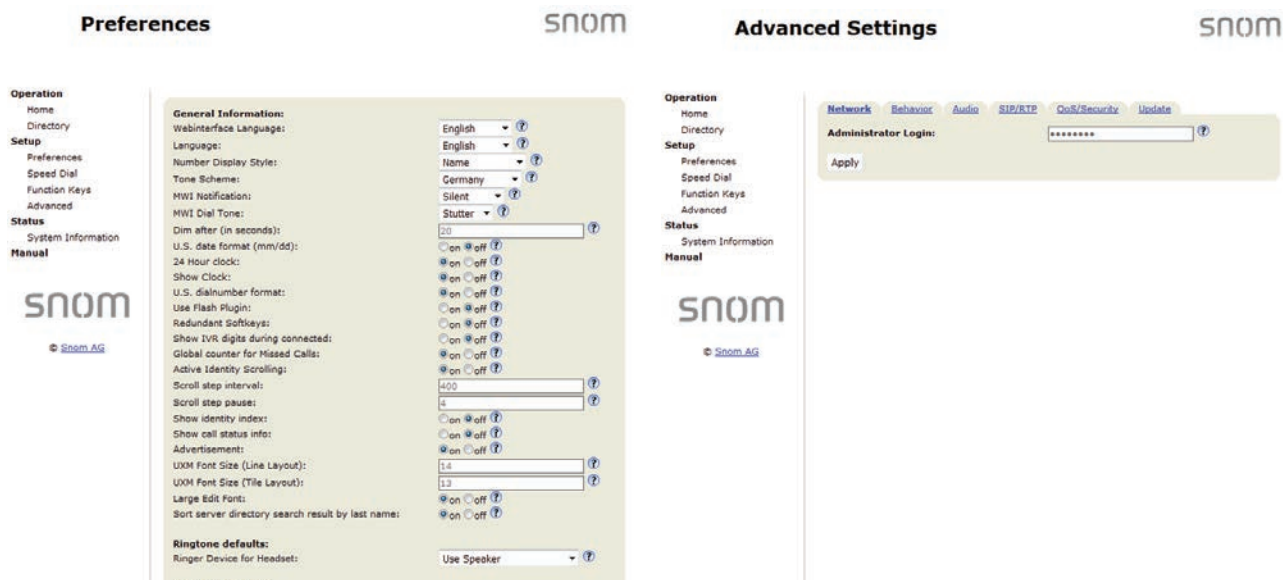 Preferences
snom
Operation
Home
Directory
Setup
Preferences
Speed Dial
Function Keys
Advanced
Status
System Information
Manual
snom
© Snom AG
General Information:
Webinterface Language: English
Language: English
Number Display Style: Name
Tone Scheme: Germany
MWI Notification: Silent
MWI Dial Tone: Stutter
Dim after (in seconds): 20
U.S. date format (mm/dd): on off
24 Hour clock: on off
Show Clock: on off
U.S. dialnumber format: on off
Use Flash Plugin: on off
Redundant Softkeys: on off
Show IVR digits during connected: on off
Global counter for Missed Calls: on off
Active Identity Scrolling: on off
Scroll step interval: 400
Scroll step pause: 4
Show identity index: on off
Show call status info: on off
Advertisement: on off
UXM Font Size (Line Layout): 14
UXM Font Size (Tile Layout):
Large Edit Font: on off
Sort server directory search result by last name: on off
Ringtone defaults:
Ringer Device for Headset: Use Speaker
Advanced Settings
snom
Operation
Home
Directory
Setup
Preferences
Speed Dial
Function Keys
Advanced
Status
System Information
Manual
snom
© Snom AG
Network Behavior Audio SIP/RTP QoS/Security Update
Administrator Login: ••••••••
Apply